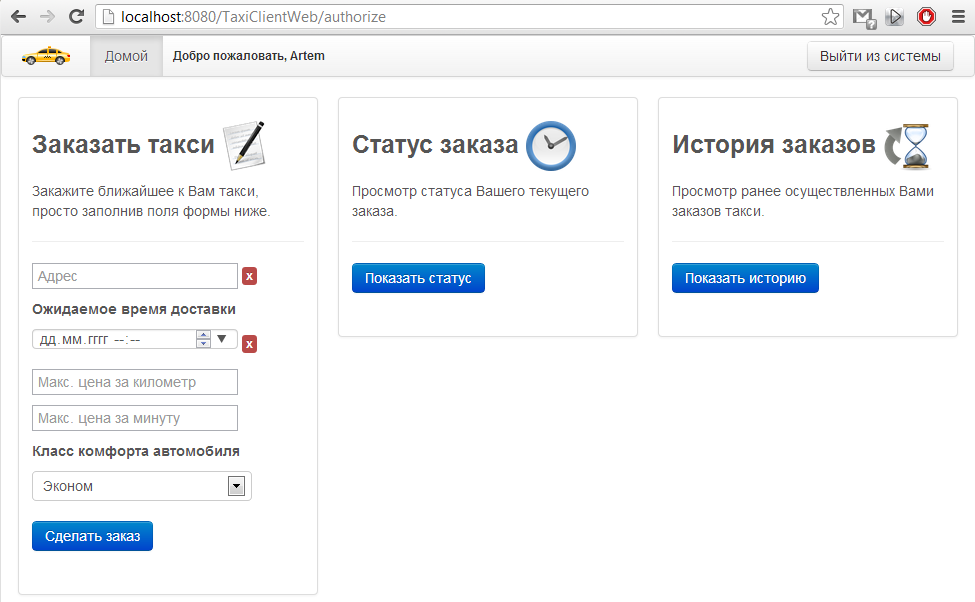 localhost:8080/TaxiClientWeb/authorize
Домой
Добро пожаловать, Artem
Выйти из системы
Заказать такси
Закажите ближайшее к Вам такси,
просто заполнив поля формы ниже.
Адрес
x
Ожидаемое время доставки
дд.мм.гггг --:--
x
Макс. цена за километр
Макс. цена за минуту
Класс комфорта автомобиля
Эконом
Сделать заказ
Статус заказа
Просмотр статуса Вашего текущего
заказа.
Показать статус
История заказов
Просмотр ранее осуществленных Вами
заказов такси.
Показать историю